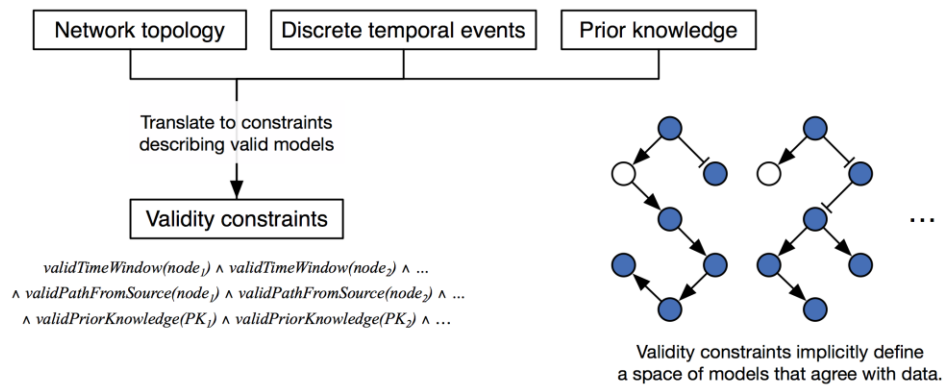 Network topology
Discrete temporal events
Prior knowledge
Translate to constraints
describing valid models
Validity constraints
validTimeWindow(node₁) ∧ validTimeWindow(node₂) ∧ ...
∧ validPathFromSource(node₁) ∧ validPathFromSource(node₂) ∧ ...
∧ validPriorKnowledge(PK₁) ∧ validPriorKnowledge(PK₂) ∧ ...
...
Validity constraints implicitly define
a space of models that agree with data.